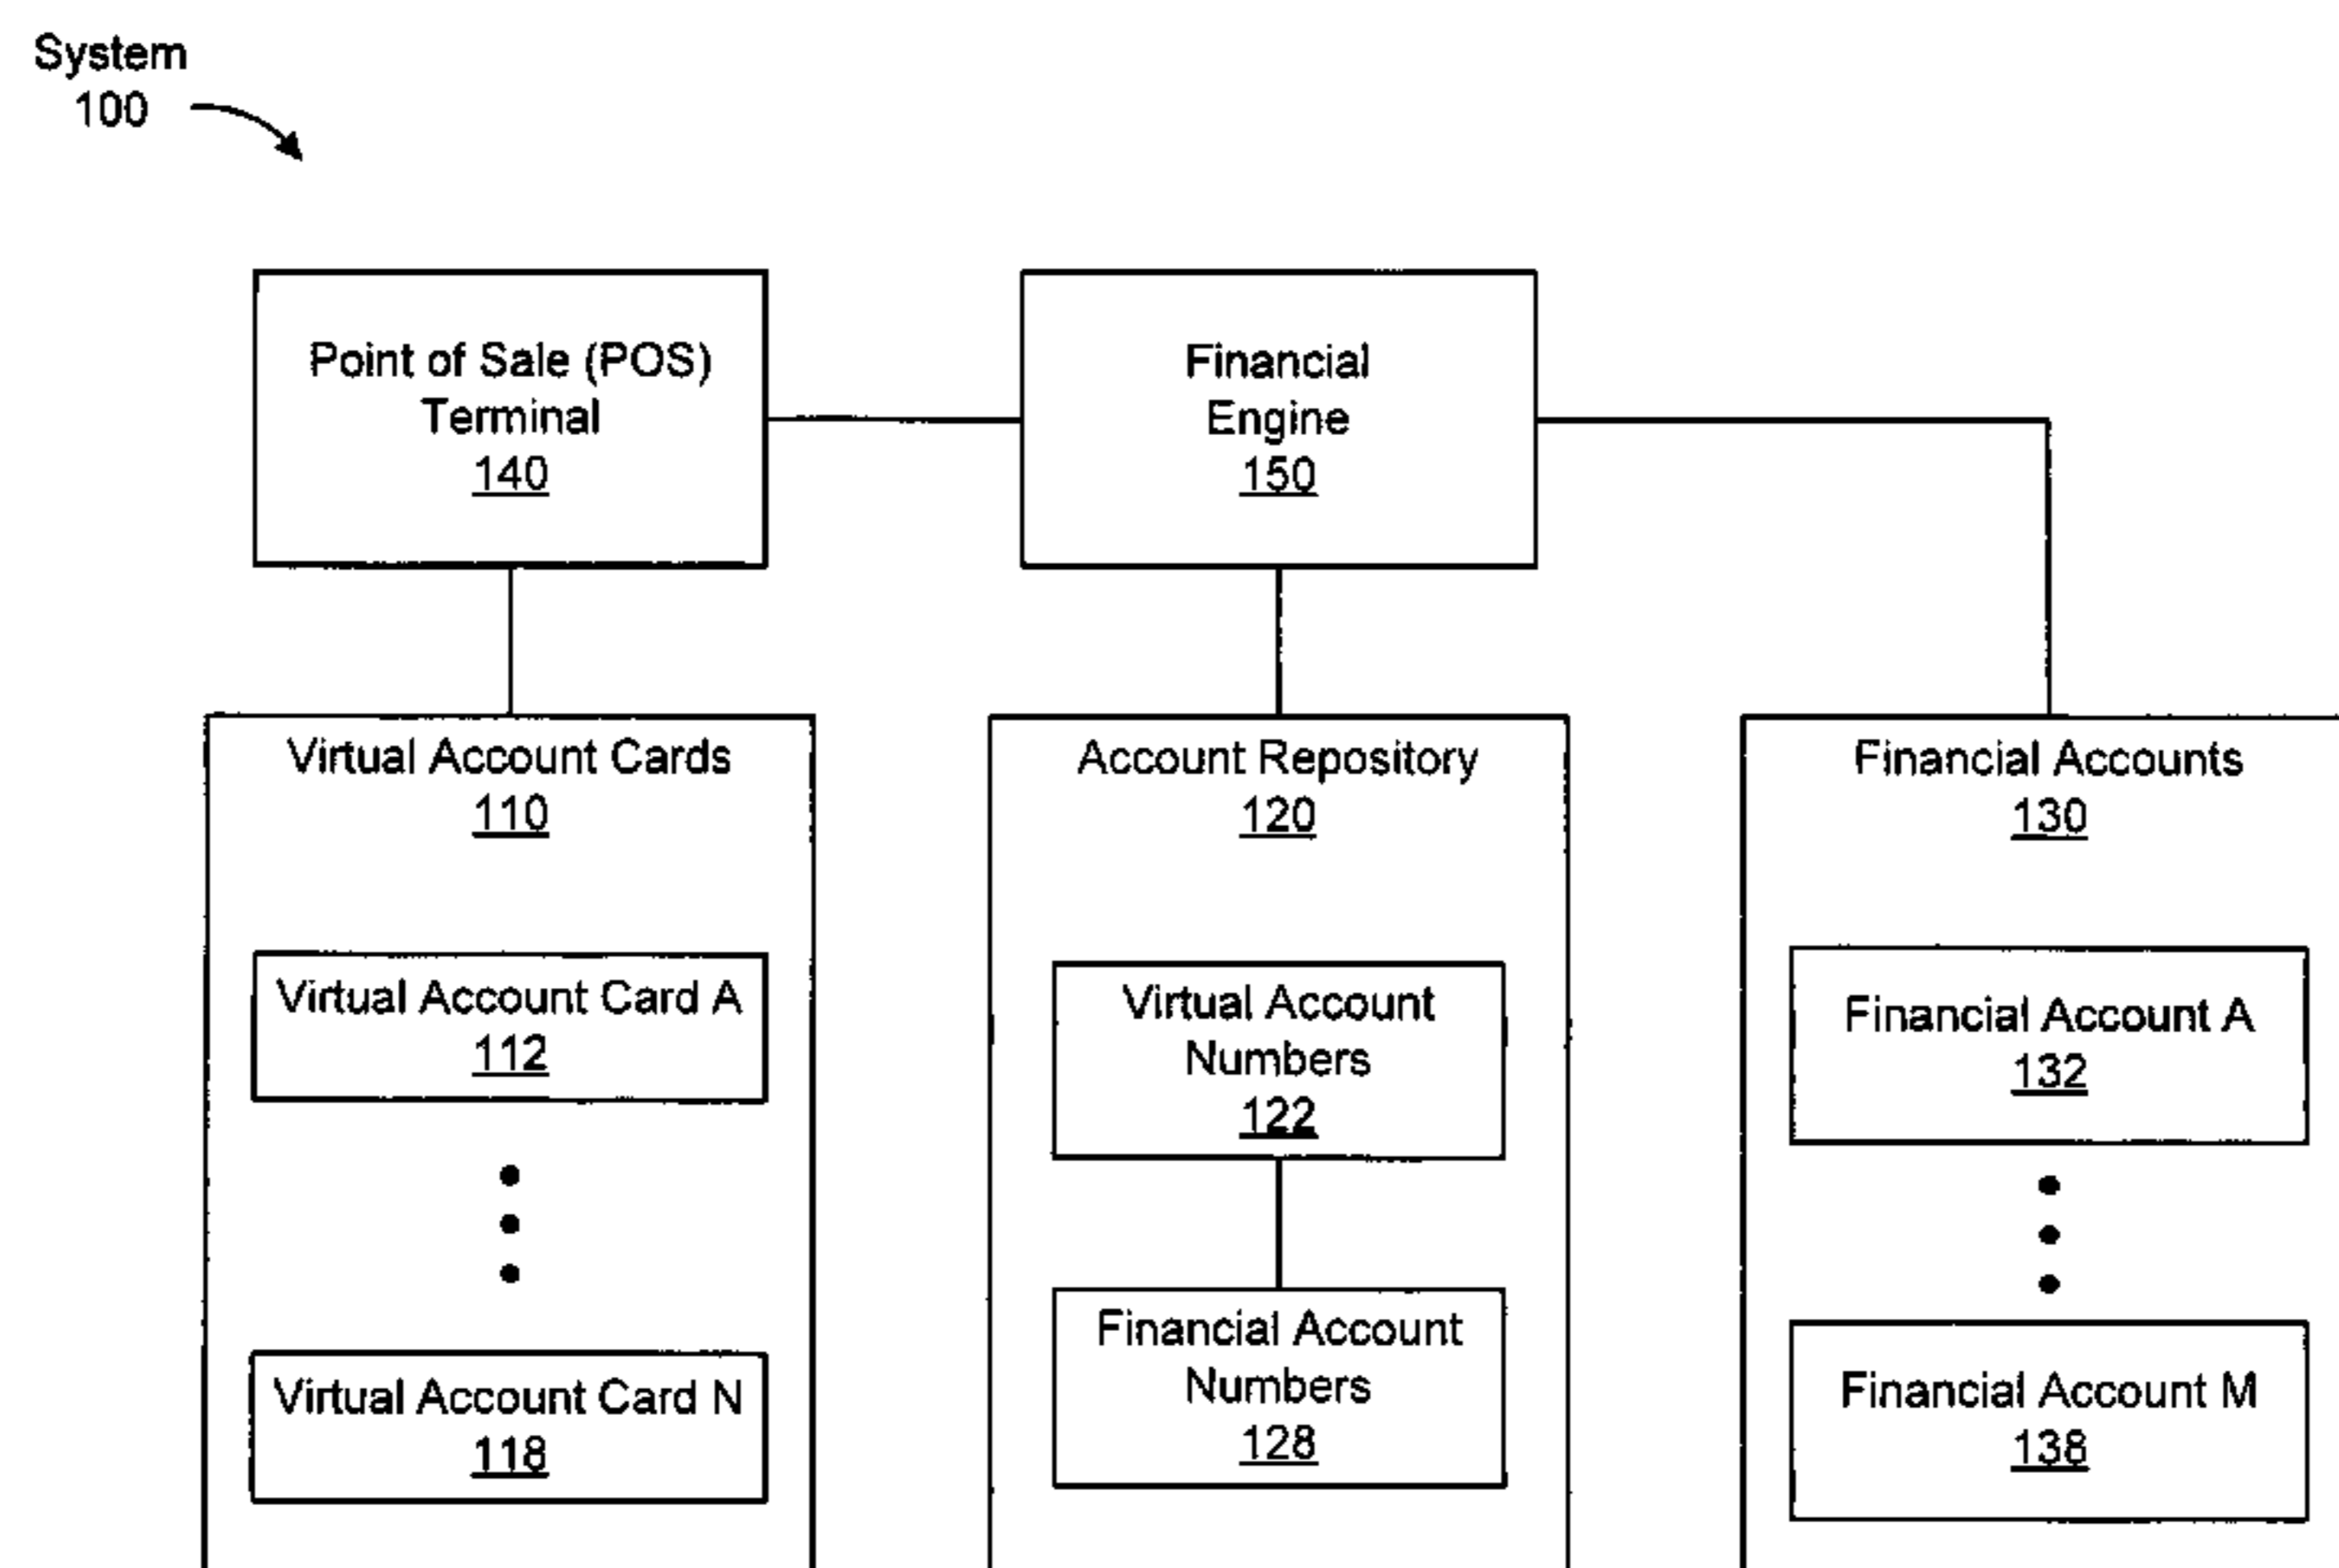 System
100
Point of Sale (POS)
Terminal
140
Financial
Engine
150
Virtual Account Cards
110
Virtual Account Card A
112
Virtual Account Card N
118
Account Repository
120
Virtual Account
Numbers
122
Financial Account
Numbers
128
Financial Accounts
130
Financial Account A
132
Financial Account M
138